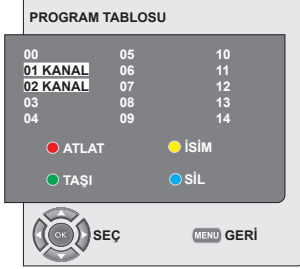 PROGRAM TABLOSU
00 05 10
01 KANAL 06 11
02 KANAL 07 12
03 08 13
04 09 14
ATLAT İSİM
TAŞI SİL
OK SEÇ MENU GERİ